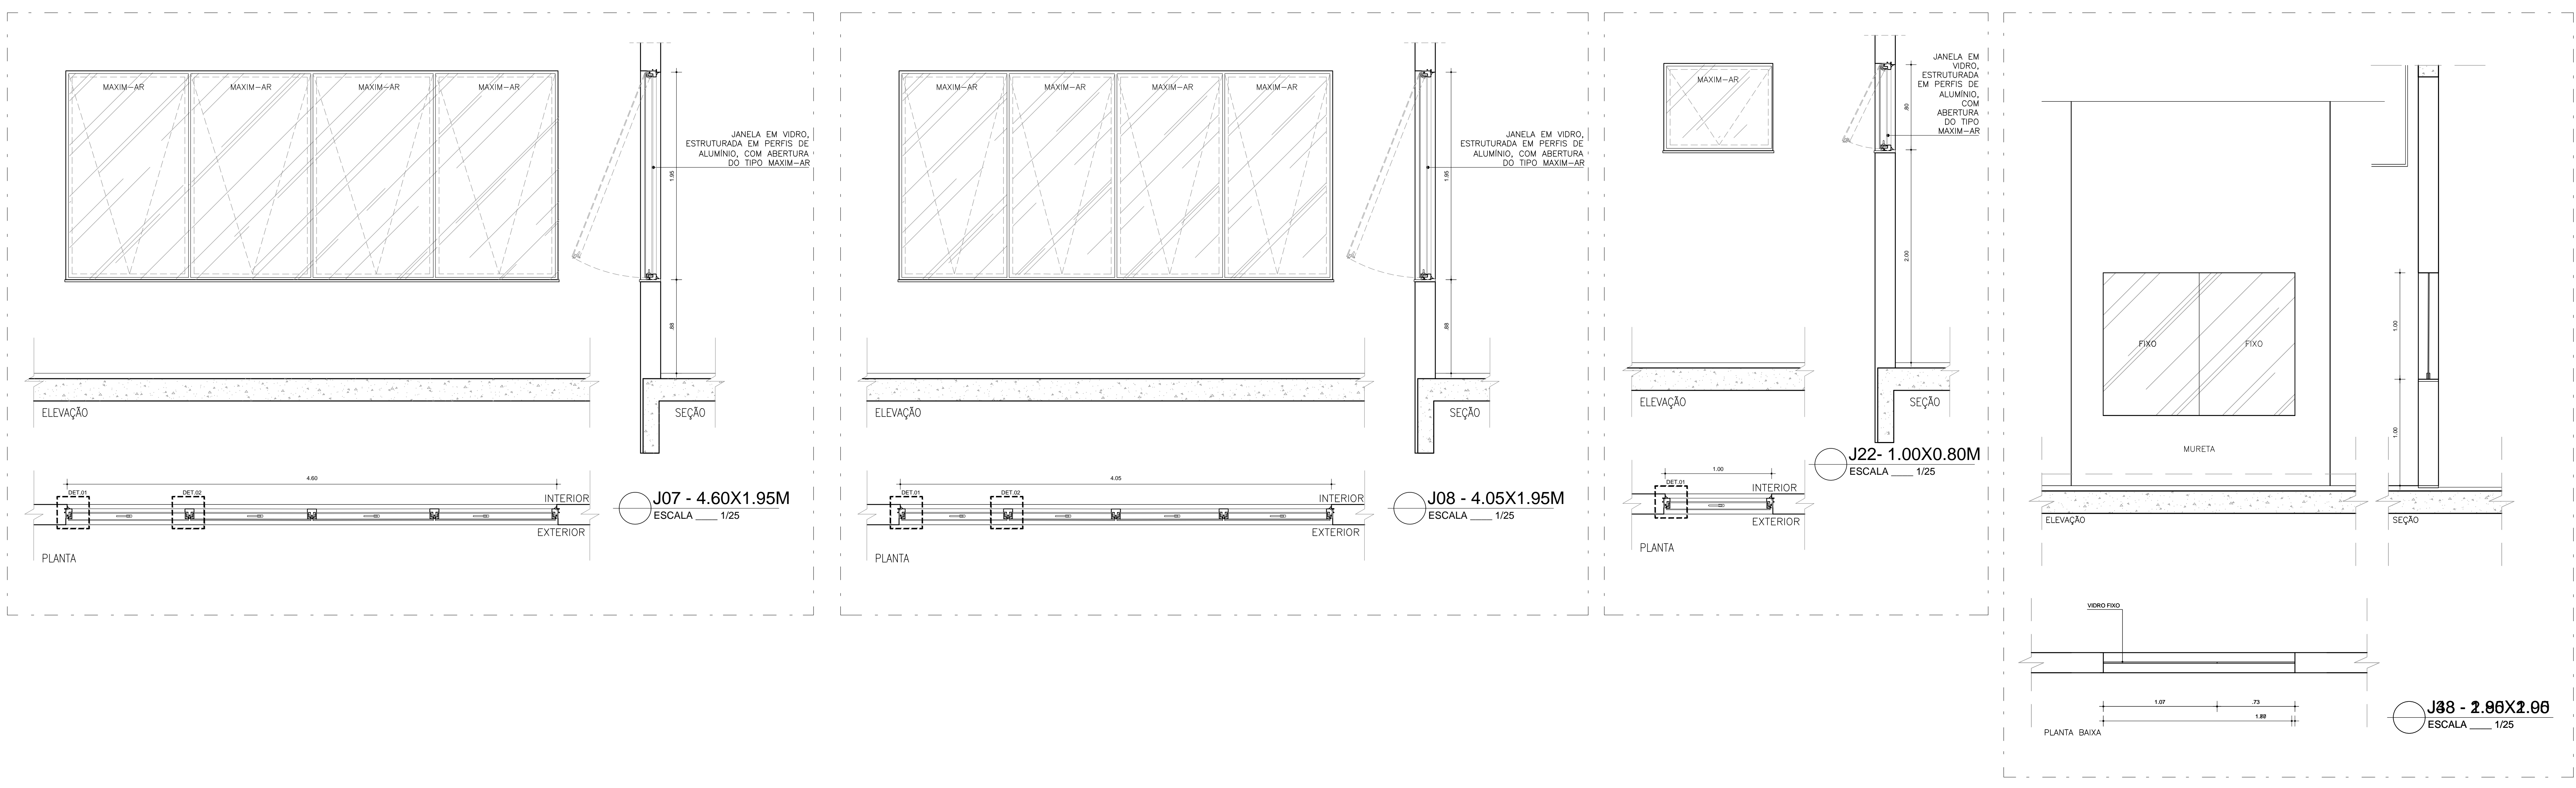 MAXIM-AR MAXIM-AR MAXIM-AR MAXIM-AR
JANELA EM VIDRO,
ESTRUTURADA EM PERFIS DE
ALUMÍNIO, COM ABERTURA
DO TIPO MAXIM-AR
1.95
.88
ELEVAÇÃO
SEÇÃO
4.60
DET.01
DET.02
INTERIOR
EXTERIOR
PLANTA
J07 - 4.60X1.95M
ESCALA ____ 1/25
MAXIM-AR MAXIM-AR MAXIM-AR MAXIM-AR
JANELA EM VIDRO,
ESTRUTURADA EM PERFIS DE
ALUMÍNIO, COM ABERTURA
DO TIPO MAXIM-AR
1.95
.88
ELEVAÇÃO
SEÇÃO
4.05
DET.01
DET.02
INTERIOR
EXTERIOR
PLANTA
J08 - 4.05X1.95M
ESCALA ____ 1/25
MAXIM-AR
JANELA EM
VIDRO,
ESTRUTURADA
EM PERFIS DE
ALUMÍNIO,
COM
ABERTURA
DO TIPO
MAXIM-AR
.80
2.00
ELEVAÇÃO
SEÇÃO
1.00
DET.01
INTERIOR
EXTERIOR
PLANTA
J22- 1.00X0.80M
ESCALA ____ 1/25
FIXO FIXO
MURETA
1.00
1.00
ELEVAÇÃO
SEÇÃO
VIDRO FIXO
1.07 .73
PLANTA BAIXA
ESCALA ____ 1/25